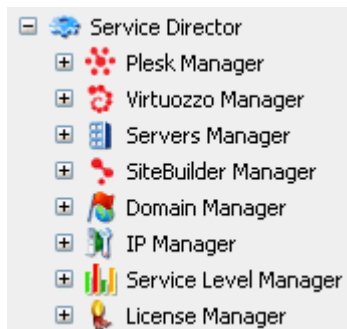 Service Director
Plesk Manager
Virtuozzo Manager
Servers Manager
SiteBuilder Manager
Domain Manager
IP Manager
Service Level Manager
License Manager